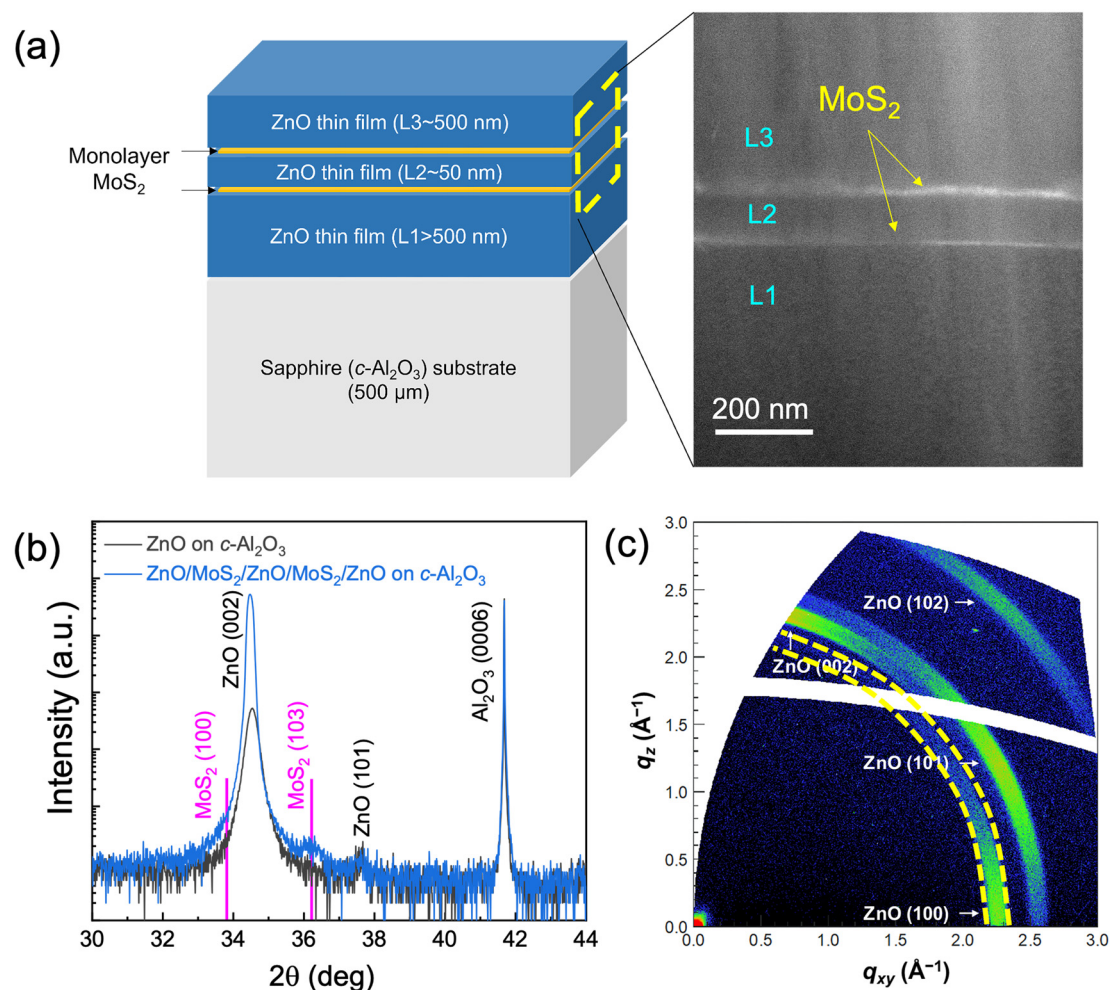 (a)
ZnO thin film (L3~500 nm)
Monolayer
MoS₂
ZnO thin film (L2~50 nm)
ZnO thin film (L1>500 nm)
Sapphire (c-Al₂O₃) substrate
(500 µm)
MoS₂
L3
L2
L1
200 nm
(b)
Intensity (a.u.)
ZnO on c-Al₂O₃
ZnO/MoS₂/ZnO/MoS₂/ZnO on c-Al₂O₃
MoS₂ (100)
ZnO (002)
MoS₂ (103)
ZnO (101)
Al₂O₃ (0006)
30 32 34 36 38 40 42 44
2θ (deg)
(c)
qz (Å⁻¹)
3.0
2.5
2.0
1.5
1.0
0.5
0.0
ZnO (102)
ZnO (002)
ZnO (101)
ZnO (100)
0.0 0.5 1.0 1.5 2.0 2.5 3.0
qxy (Å⁻¹)